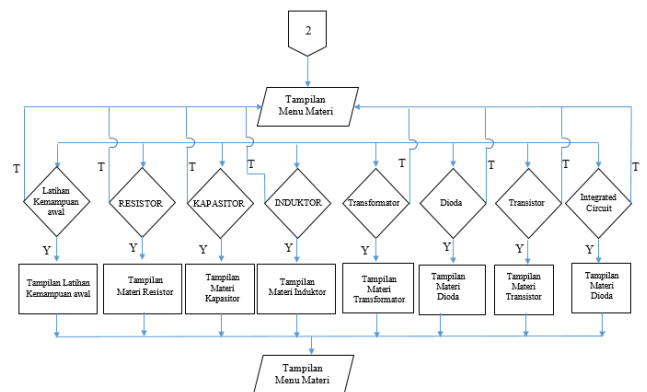 2
Tampilan
Menu Materi
T
T
T
T
T
T
T
T
Latihan
Kemampuan
awal
RESISTOR
KAPASITOR
INDUKTOR
Transformator
Dioda
Transistor
Integrated
Circuit
Y
Y
Y
Y
Y
Y
Y
Y
Tampilan Latihan
Kemampuan awal
Tampilan
Materi Resistor
Tampilan
Materi
Kapasitor
Tampilan
Materi Induktor
Tampilan
Materi
Transformator
Tampilan
Materi
Dioda
Tampilan
Materi
Transistor
Tampilan
Materi
Dioda
Tampilan
Menu Materi